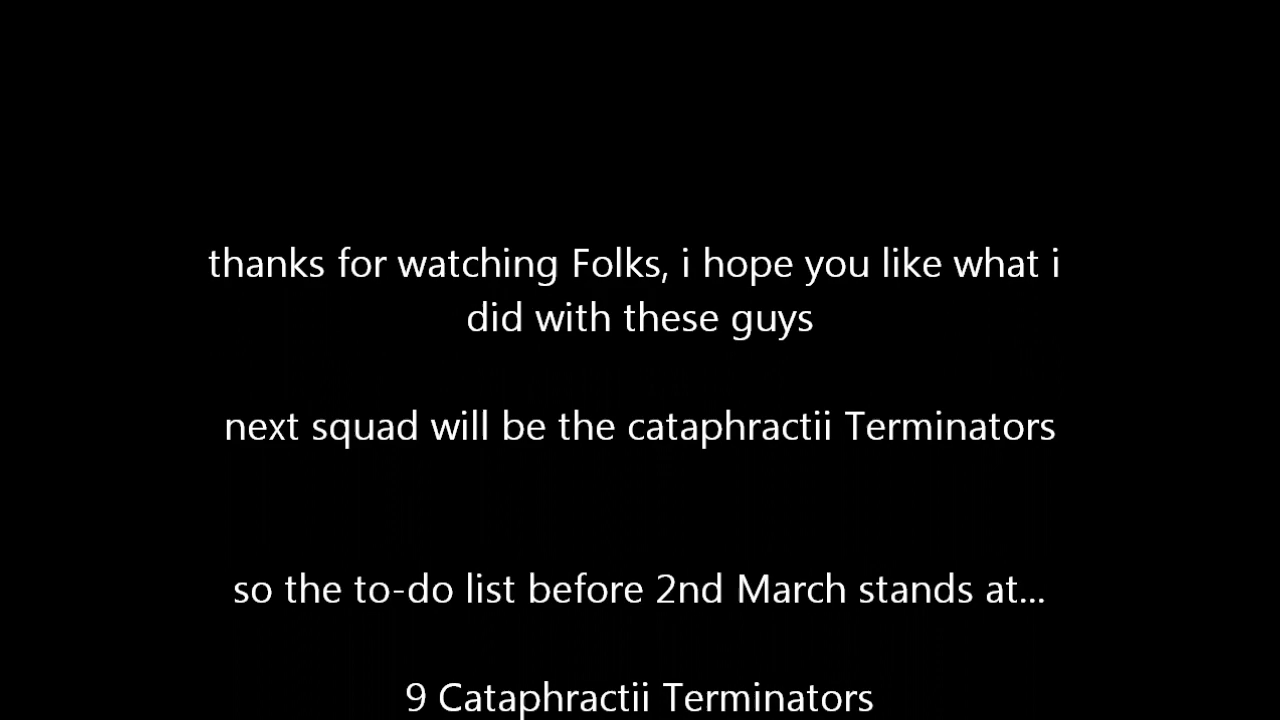 thanks for watching Folks, i hope you like what i
did with these guys
next squad will be the cataphractii Terminators
so the to-do list before 2nd March stands at...
9 Cataphractii Terminators